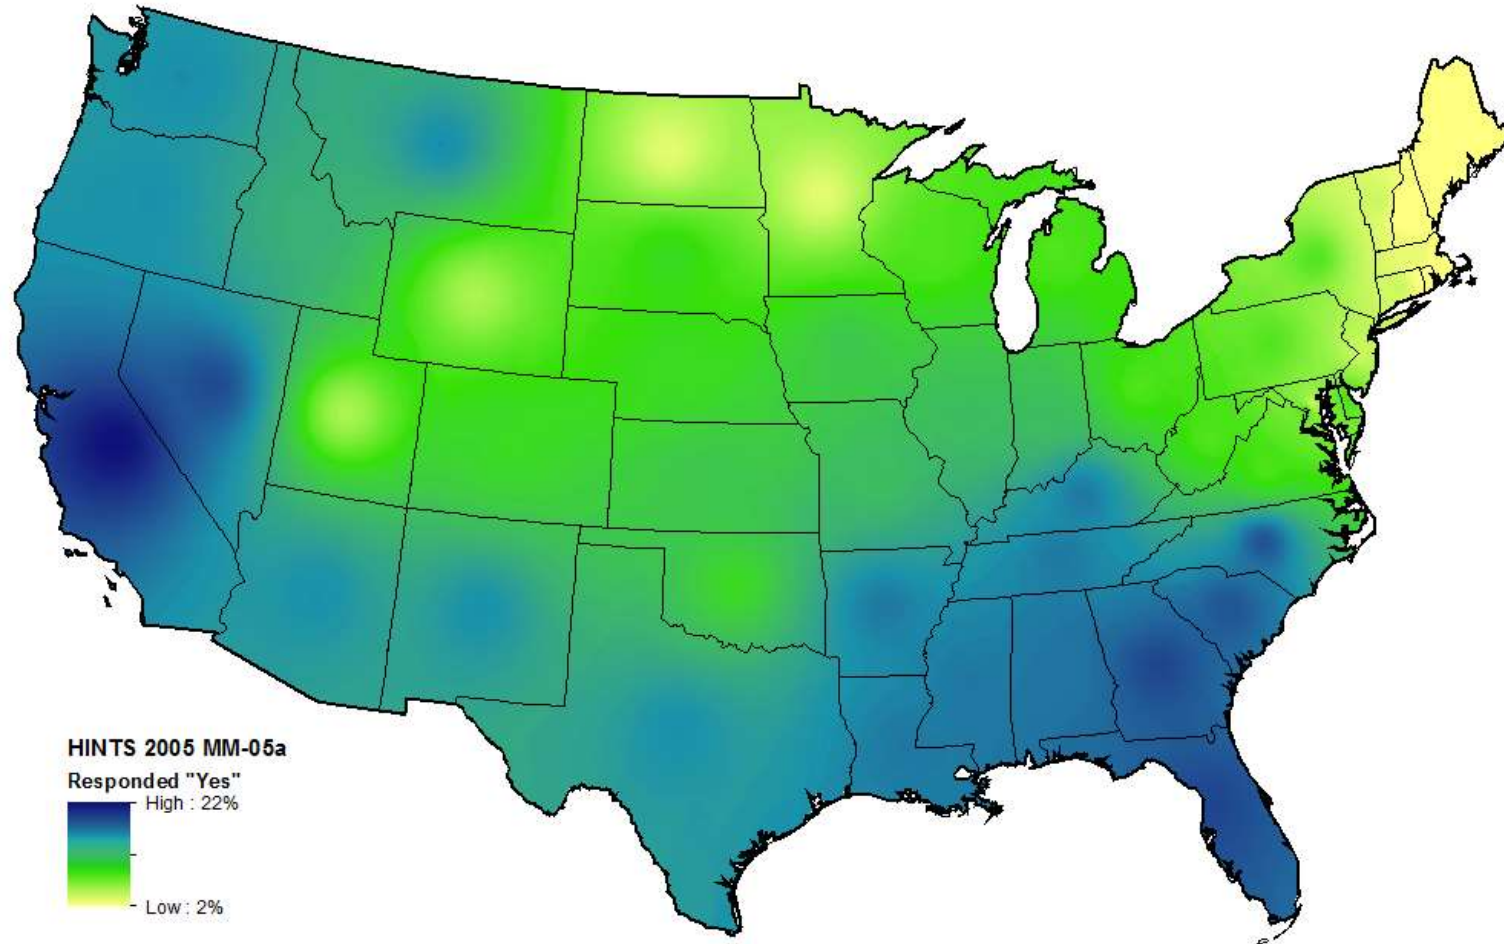 HINTS 2005 MM-05a
Responded "Yes"
High : 22%
Low : 2%